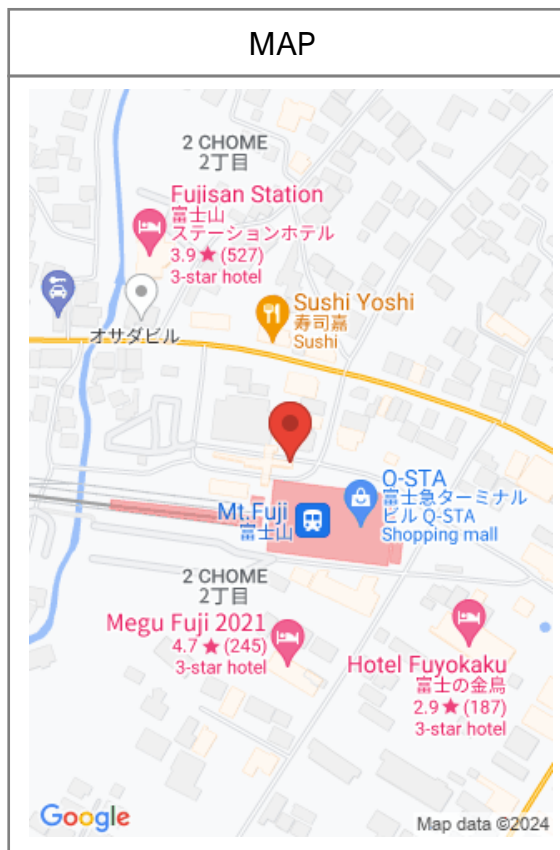 MAP
2 CHOME
2丁目
Fujisan Station
富士山
ステーションホテル
3.9★(527)
3-star hotel
オサダビル
Sushi Yoshi
寿司嘉
Sushi
Q-STA
富士急ターミナル
ビル Q-STA
Shopping mall
Mt.Fuji
富士山
2 CHOME
2丁目
Megu Fuji 2021
4.7★(245)
3-star hotel
Hotel Fuyokaku
富士の金鳥
2.9★(187)
3-star hotel
Google
Map data ©2024